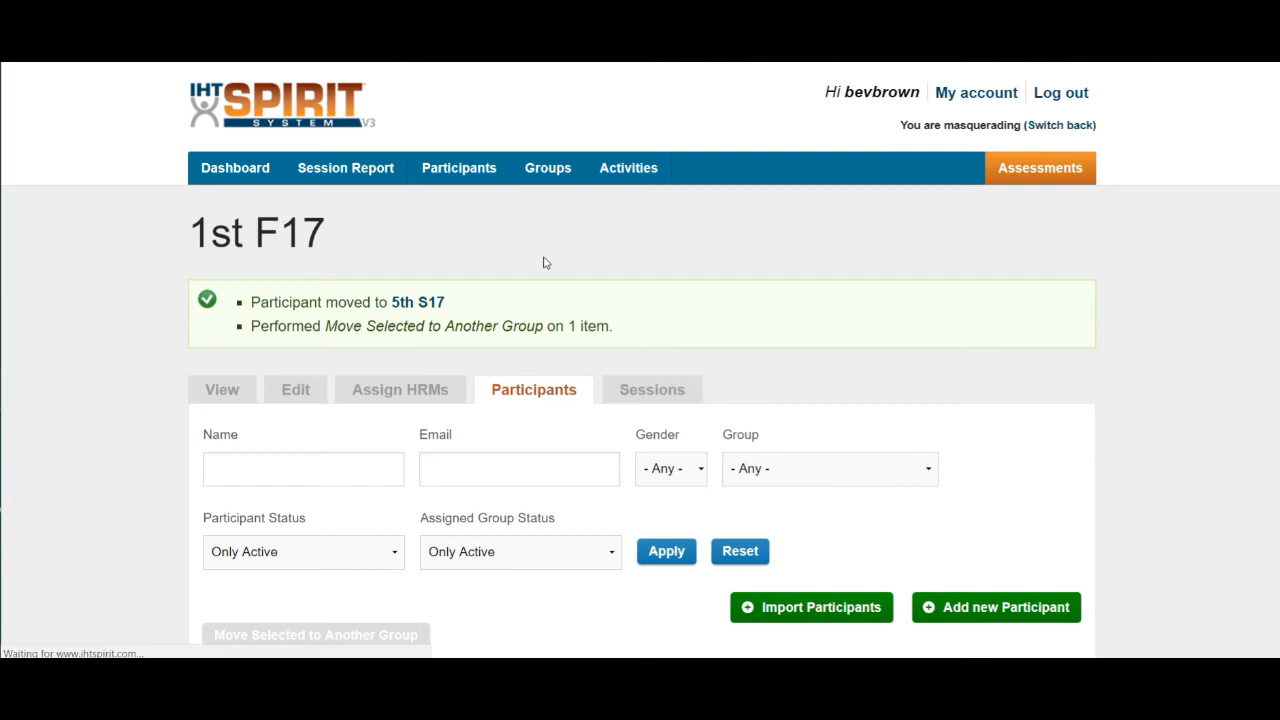 IHT SPIRIT SYSTEM V3
Hi bevbrown My account Log out
You are masquerading (Switch back)
Dashboard Session Report Participants Groups Activities Assessments
1st F17
Participant moved to 5th S17
Performed Move Selected to Another Group on 1 item.
View Edit Assign HRMs Participants Sessions
Name Email Gender Group
- Any - - Any -
Participant Status Assigned Group Status
Only Active Only Active Apply Reset
Import Participants Add new Participant
Move Selected to Another Group
Waiting for www.ihtspirit.com...